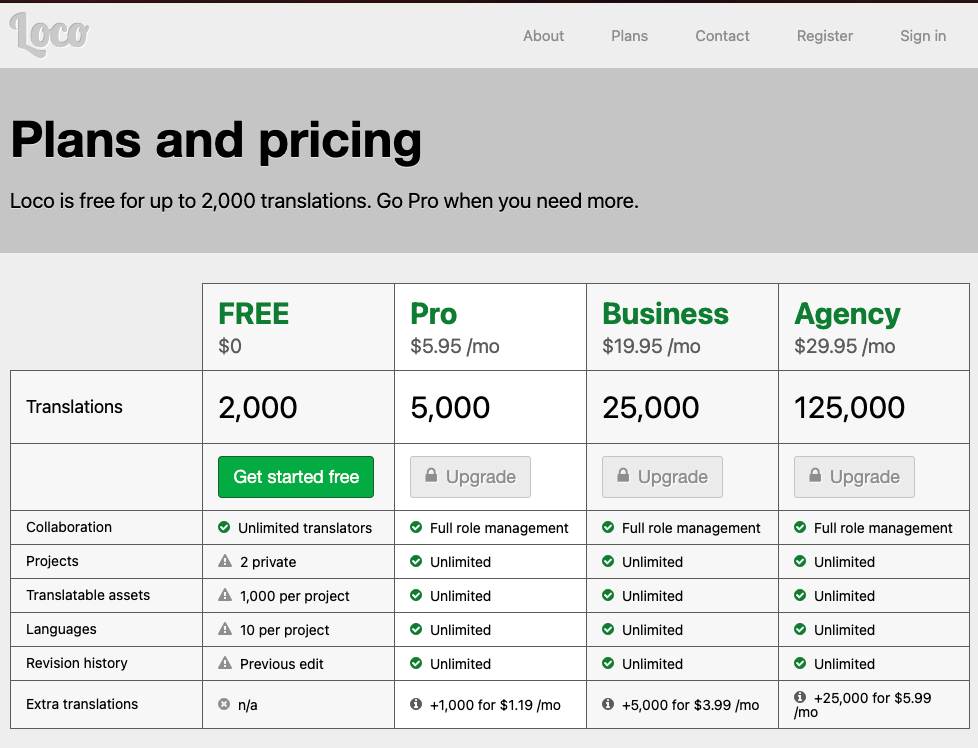 Loco
About Plans Contact Register Sign in
Plans and pricing
Loco is free for up to 2,000 translations. Go Pro when you need more.
FREE Pro Business Agency
$0 $5.95 /mo $19.95 /mo $29.95 /mo
Translations 2,000 5,000 25,000 125,000
Get started free Upgrade Upgrade Upgrade
Collaboration Unlimited translators Full role management Full role management Full role management
Projects 2 private Unlimited Unlimited Unlimited
Translatable assets 1,000 per project Unlimited Unlimited Unlimited
Languages 10 per project Unlimited Unlimited Unlimited
Revision history Previous edit Unlimited Unlimited Unlimited
Extra translations n/a +1,000 for $1.19 /mo +5,000 for $3.99 /mo +25,000 for $5.99
/mo